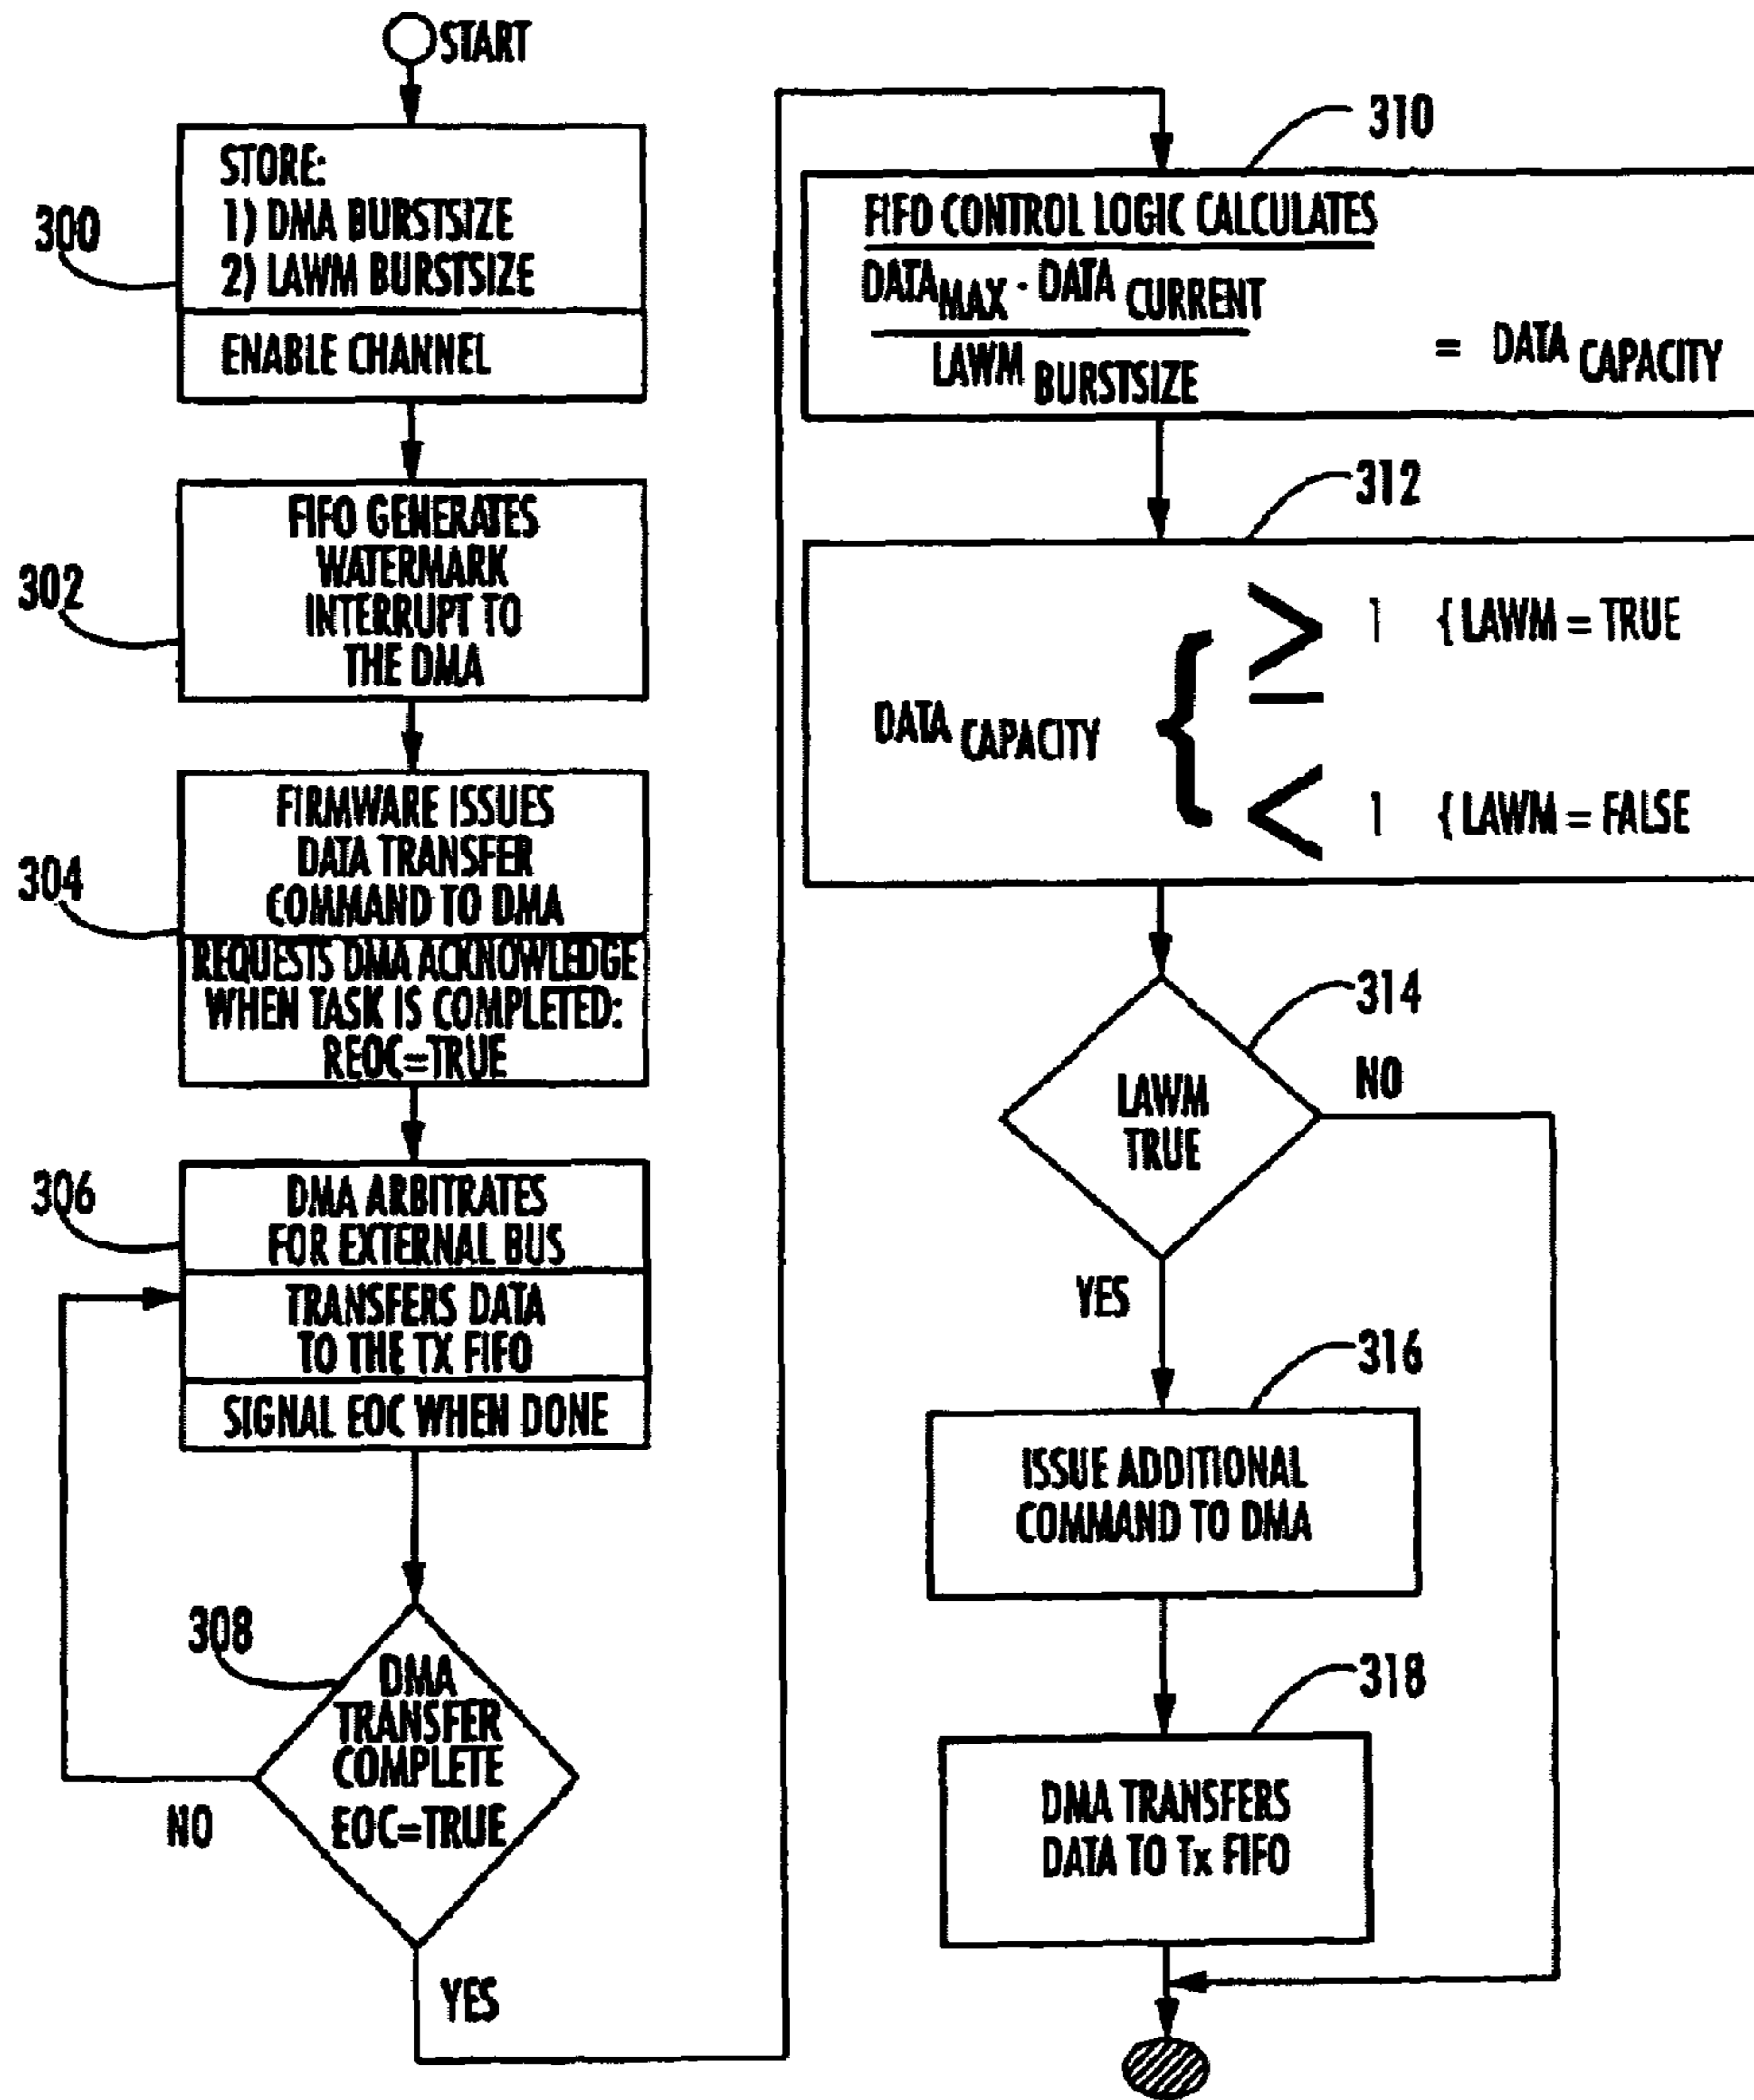 START
STORE:
1) DMA BURSTSIZE
2) LAWM BURSTSIZE
ENABLE CHANNEL
300
FIFO GENERATES
WATERMARK
INTERRUPT TO
THE DMA
302
FIRMWARE ISSUES
DATA TRANSFER
COMMAND TO DMA
REQUESTS DMA ACKNOWLEDGE
WHEN TASK IS COMPLETED:
REOC=TRUE
304
DMA ARBITRATES
FOR EXTERNAL BUS
TRANSFERS DATA
TO THE TX FIFO
SIGNAL EOC WHEN DONE
306
308
DMA
TRANSFER
COMPLETE
EOC=TRUE
NO
YES
310
FIFO CONTROL LOGIC CALCULATES
DATA MAX - DATA CURRENT
LAWM BURSTSIZE = DATA CAPACITY
312
≥ 1 { LAWM = TRUE
DATA CAPACITY {
< 1 { LAWM = FALSE
314
LAWM
TRUE
NO
YES
316
ISSUE ADDITIONAL
COMMAND TO DMA
318
DMA TRANSFERS
DATA TO Tx FIFO